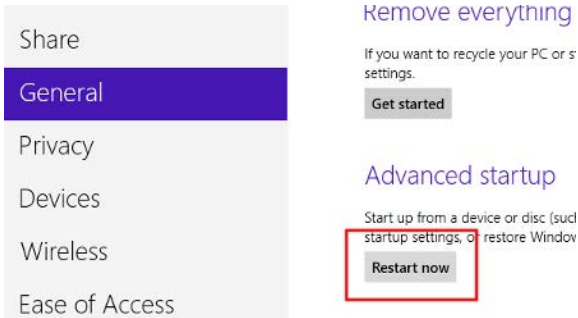 Share
General
Privacy
Devices
Wireless
Ease of Access
Remove everything
If you want to recycle your PC or
settings.
Get started
Advanced startup
Start up from a device or disc (such
startup settings, or restore Window
Restart now